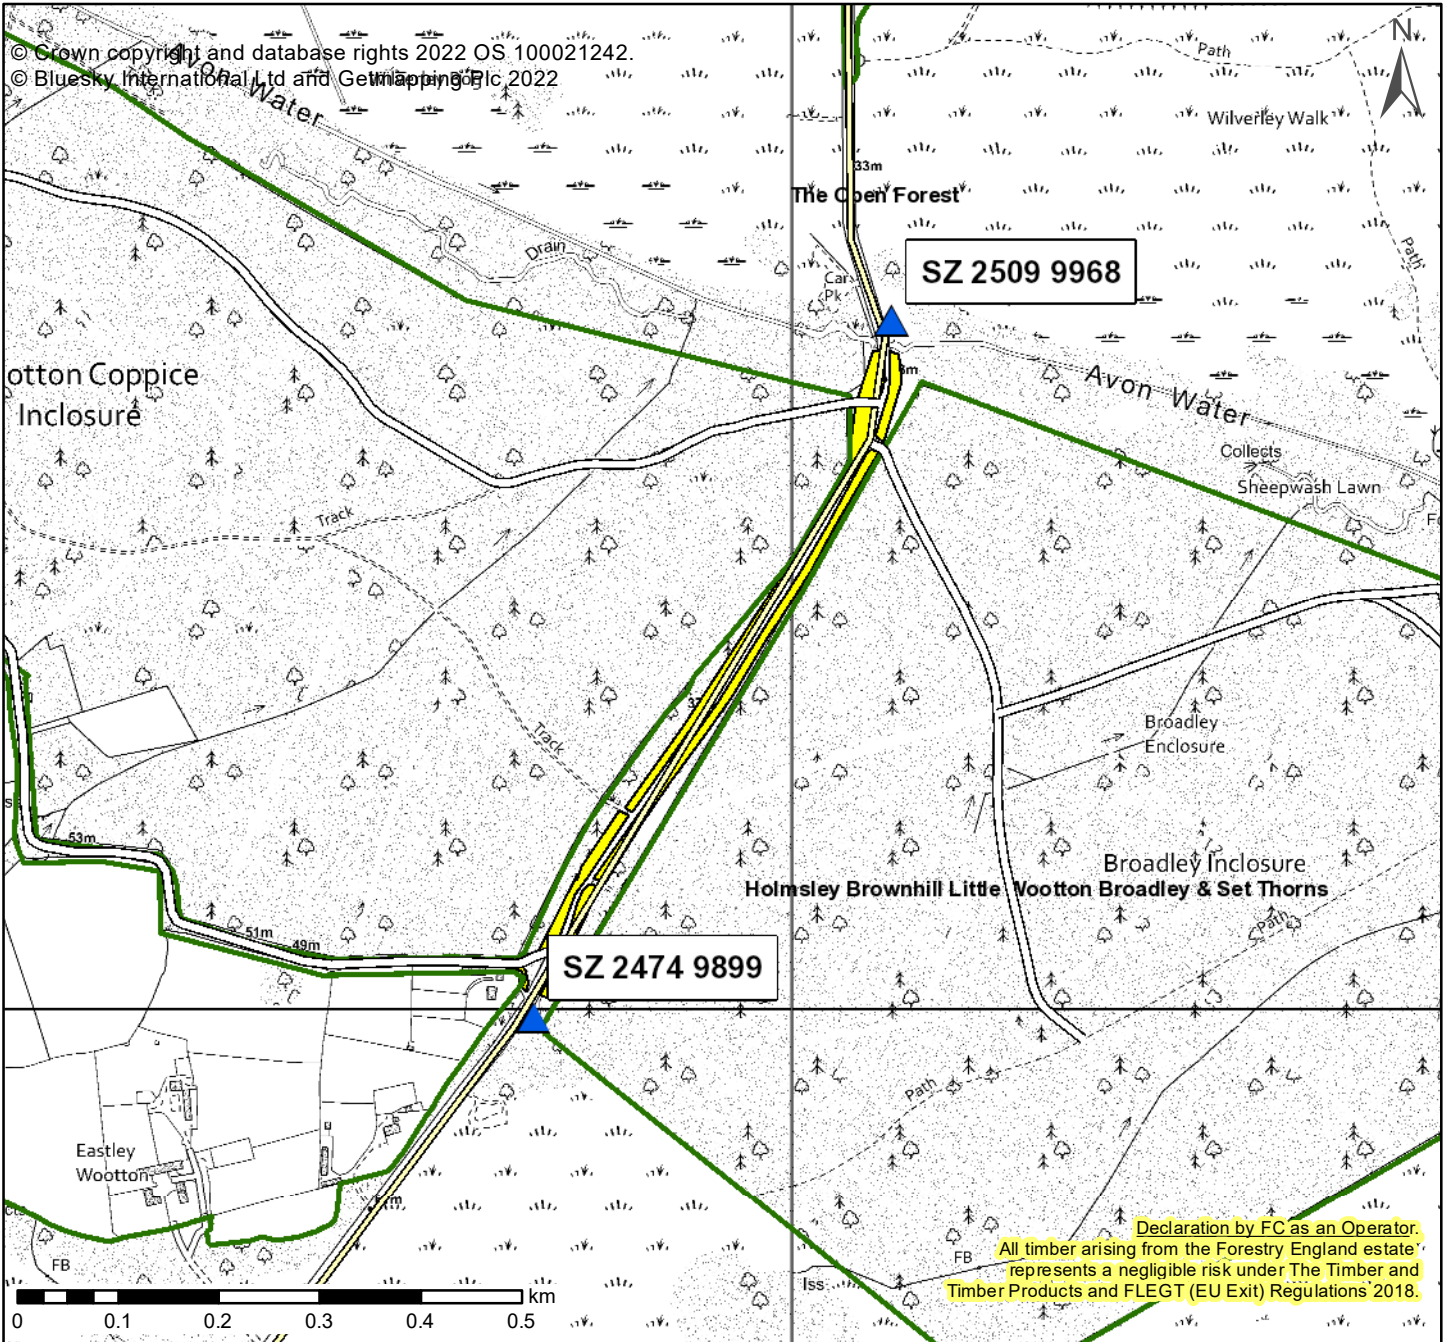 © Crown copyright and database rights 2022 OS 100021242.
© Bluesky International Ltd and Getmapping Plc 2022
Avon Water
N
Path
Wilverley Walk
33m
The Open Forest
Path
Drain
Car
Pk
SZ 2509 9968
Avon Water
otton Coppice
Inclosure
Collects
Sheepwash Lawn
Track
Track
Broadley
Enclosure
53m
Broadley Inclosure
Holmsley Brownhill Little Wootton Broadley & Set Thorns
Path
51m
49m
SZ 2474 9899
Path
Eastley
Wootton
FB
FB
Iss
Declaration by FC as an Operator.
All timber arising from the Forestry England estate
represents a negligible risk under The Timber and
Timber Products and FLEGT (EU Exit) Regulations 2018.
km
0 0.1 0.2 0.3 0.4 0.5